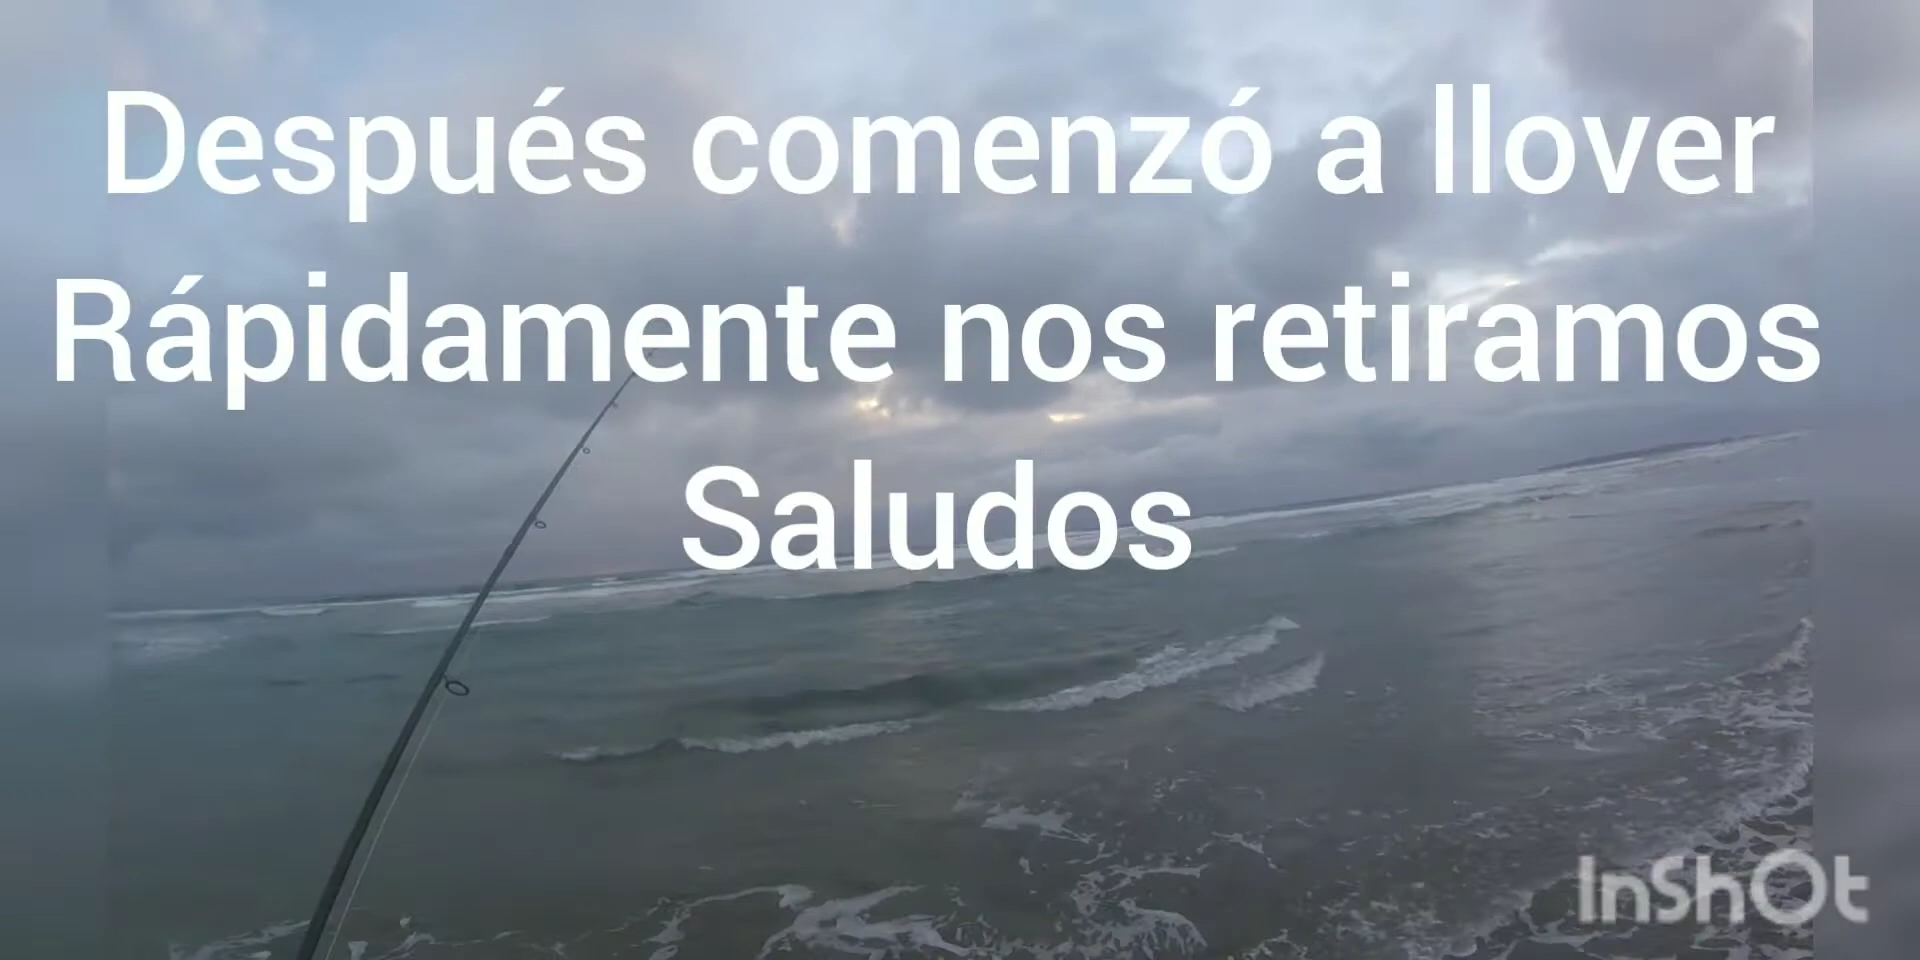 Después comenzó a llover
Rápidamente nos retiramos
Saludos
InShOt